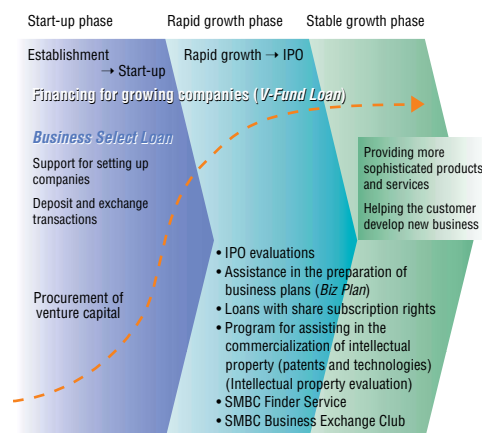 Start-up phase
Rapid growth phase
Stable growth phase
Establishment
→ Start-up
Rapid growth → IPO
Financing for growing companies (V-Fund Loan)
Business Select Loan
Support for setting up
companies
Deposit and exchange
transactions
Procurement of
venture capital
Providing more
sophisticated products
and services
Helping the customer
develop new business
• IPO evaluations
• Assistance in the preparation of
business plans (Biz Plan)
• Loans with share subscription rights
• Program for assisting in the
commercialization of intellectual
property (patents and technologies)
(Intellectual property evaluation)
• SMBC Finder Service
• SMBC Business Exchange Club